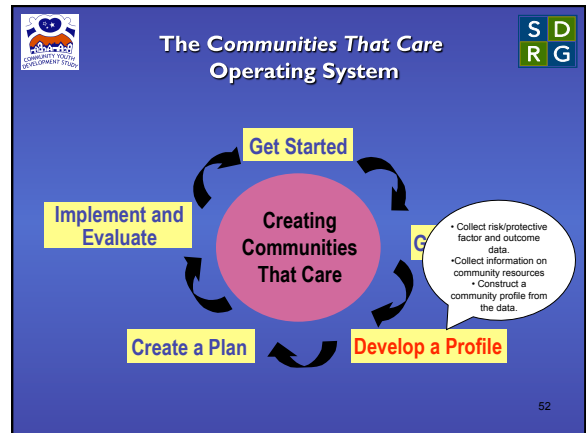 COMMUNITY YOUTH
DEVELOPMENT STUDY
The Communities That Care
Operating System
S D
R G
Get Started
Implement and
Evaluate
Creating
Communities
That Care
G
• Collect risk/protective
factor and outcome
data.
•Collect information on
community resources
• Construct a
community profile from
the data.
Create a Plan
Develop a Profile
52